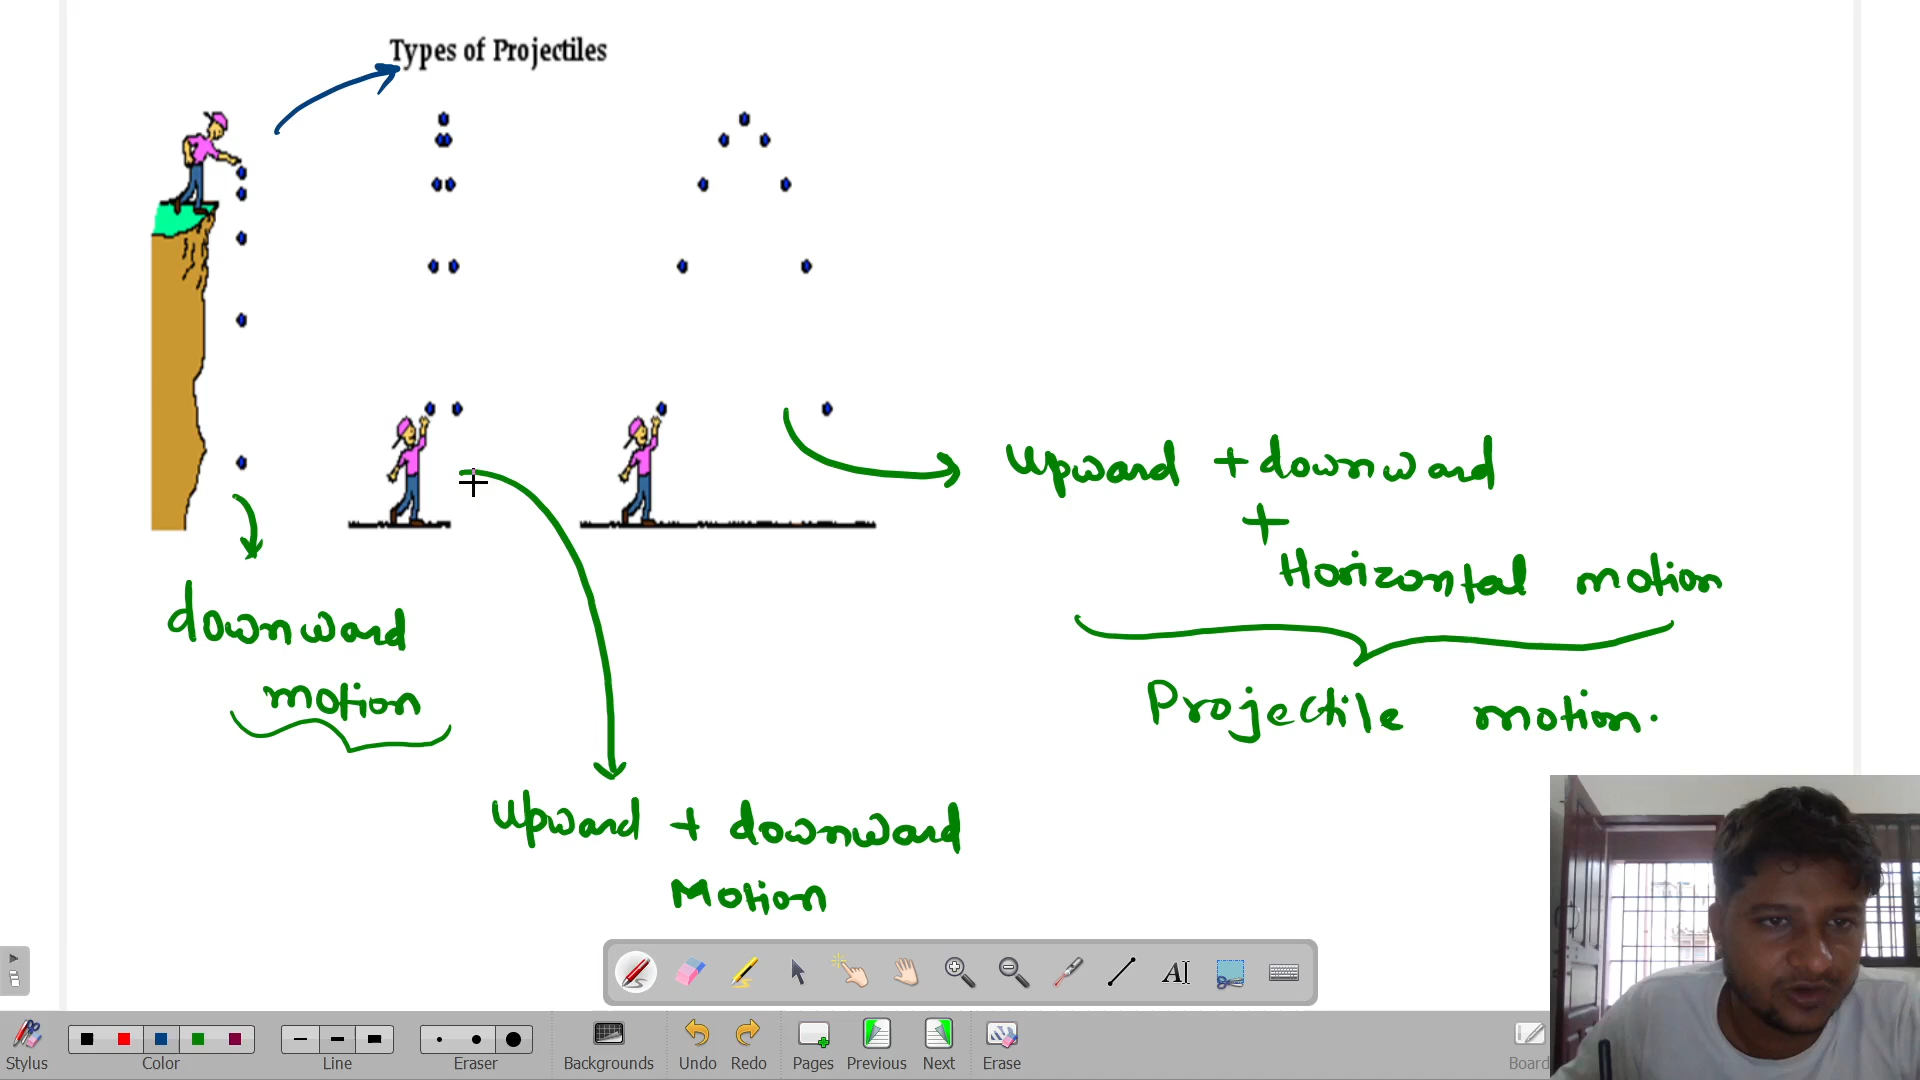 Types of Projectiles
upward + downward
+
Horizontal motion
downward
motion
Projectile motion.
upward + downward
Motion
Stylus
Color
Line
Eraser
Backgrounds
Undo
Redo
Pages
Previous
Next
Erase
Board
AI